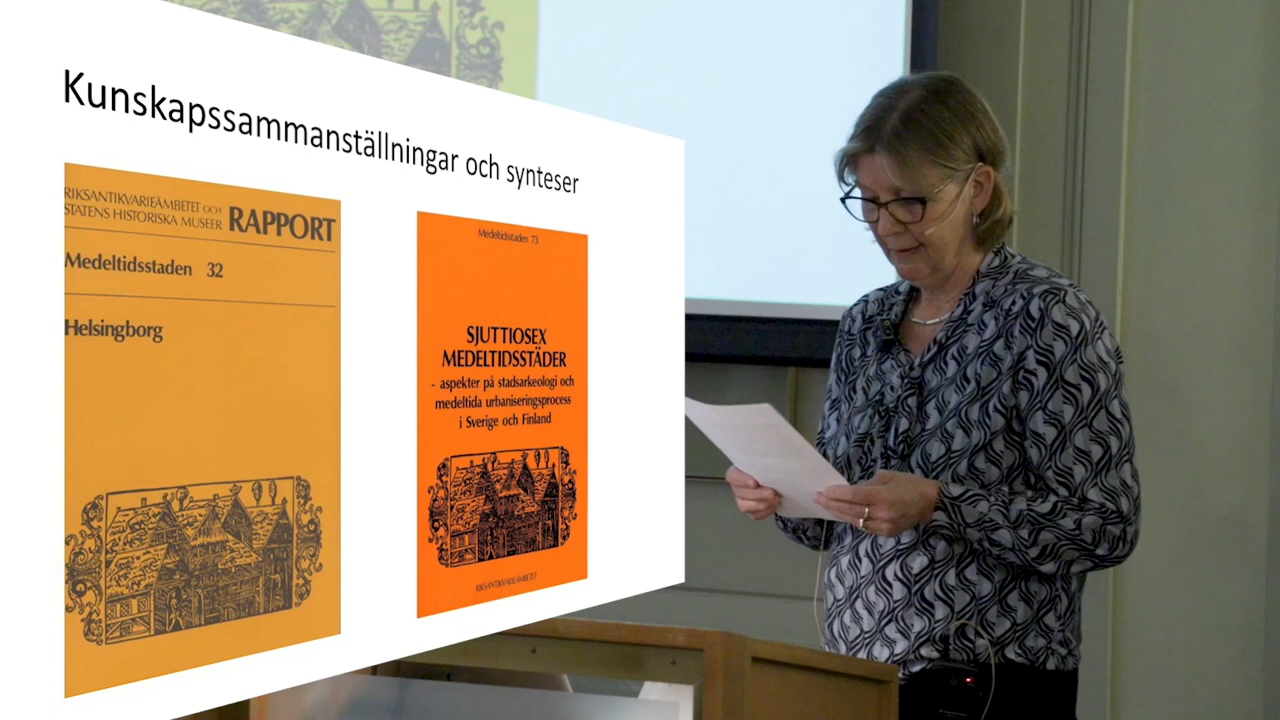 Kunskapssammanställningar och synteser
RIKSANTIKVARIEÄMBETET OCH
STATENS HISTORISKA MUSEER RAPPORT
Medeltidsstaden 32
Helsingborg
Medeltidsstaden 73
SJUTTIOSEX
MEDELTIDSSTÄDER
- aspekter på stadsarkeologi och
medeltida urbaniseringsprocess
i Sverige och Finland
RIKSANTIKVARIEÄMBETET